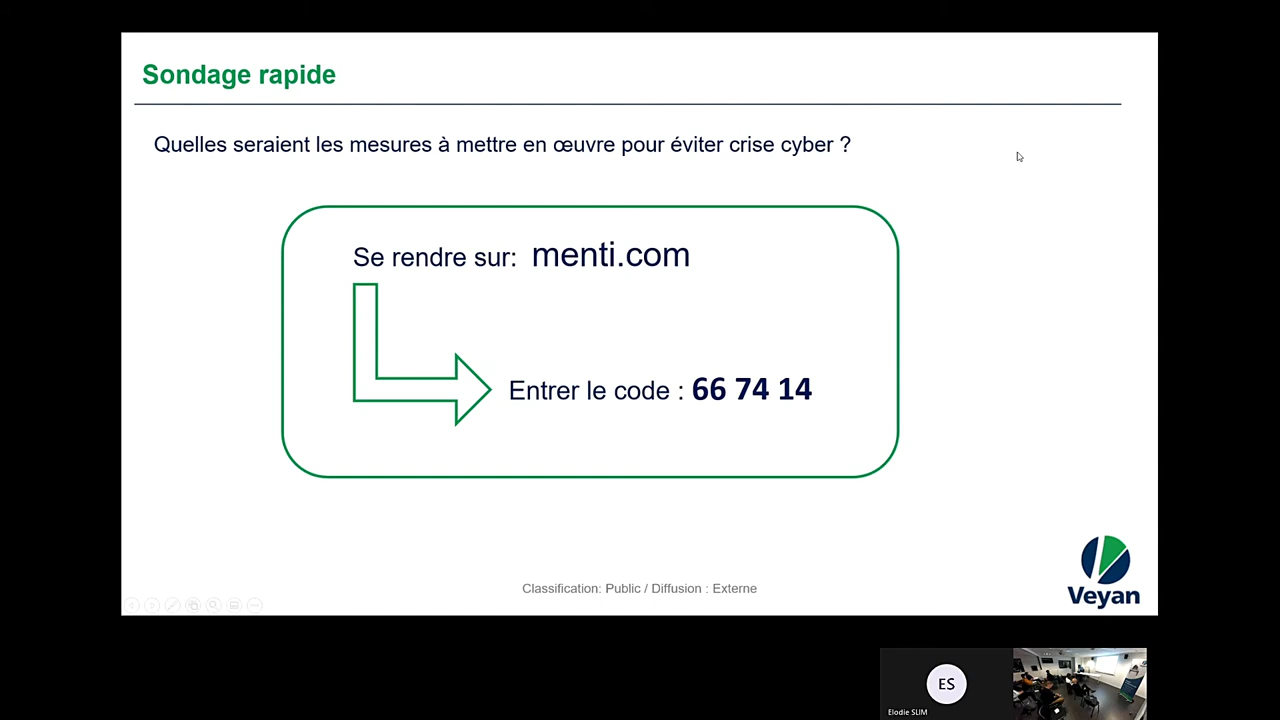 Sondage rapide
Quelles seraient les mesures à mettre en œuvre pour éviter crise cyber ?
Se rendre sur: menti.com
Entrer le code : 66 74 14
Classification: Public / Diffusion : Externe
Veyan
ES
Elodie SLIM